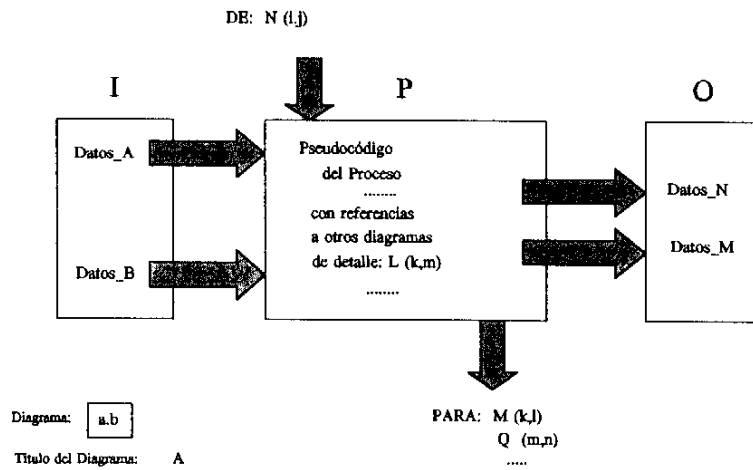 DE: N (i.j)
I
P
O
Datos_A
Datos_B
Pseudocódigo
del Proceso
........
con referencias
a otros diagramas
de detalle: L (k,m)
........
Datos_N
Datos_M
Diagrama: a.b
Titulo del Diagrama: A
PARA: M (k,l)
Q (m,n)
.....